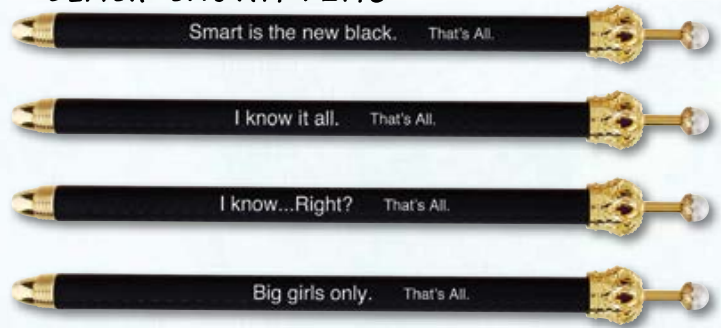 Smart is the new black. That's All.
I know it all. That's All.
I know...Right? That's All.
Big girls only. That's All.